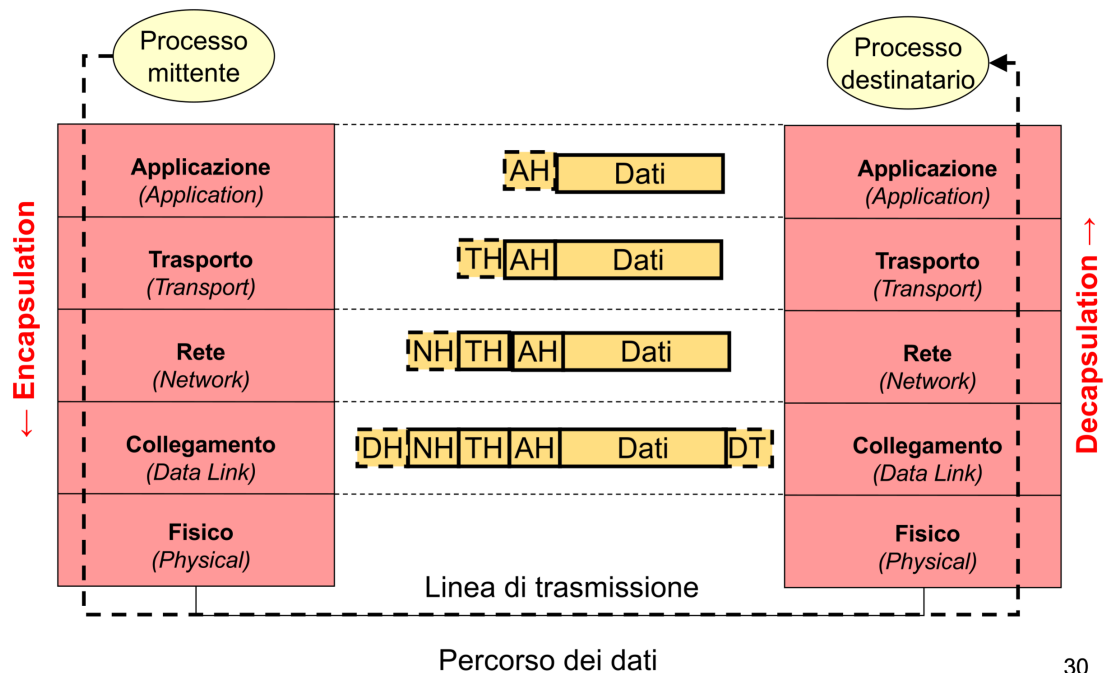 Processo
mittente
Processo
destinatario
← Encapsulation
Decapsulation →
Applicazione
(Application)
AH Dati
Applicazione
(Application)
Trasporto
(Transport)
TH AH Dati
Trasporto
(Transport)
Rete
(Network)
NH TH AH Dati
Rete
(Network)
Collegamento
(Data Link)
DH NH TH AH Dati DT
Collegamento
(Data Link)
Fisico
(Physical)
Fisico
(Physical)
Linea di trasmissione
Percorso dei dati
30